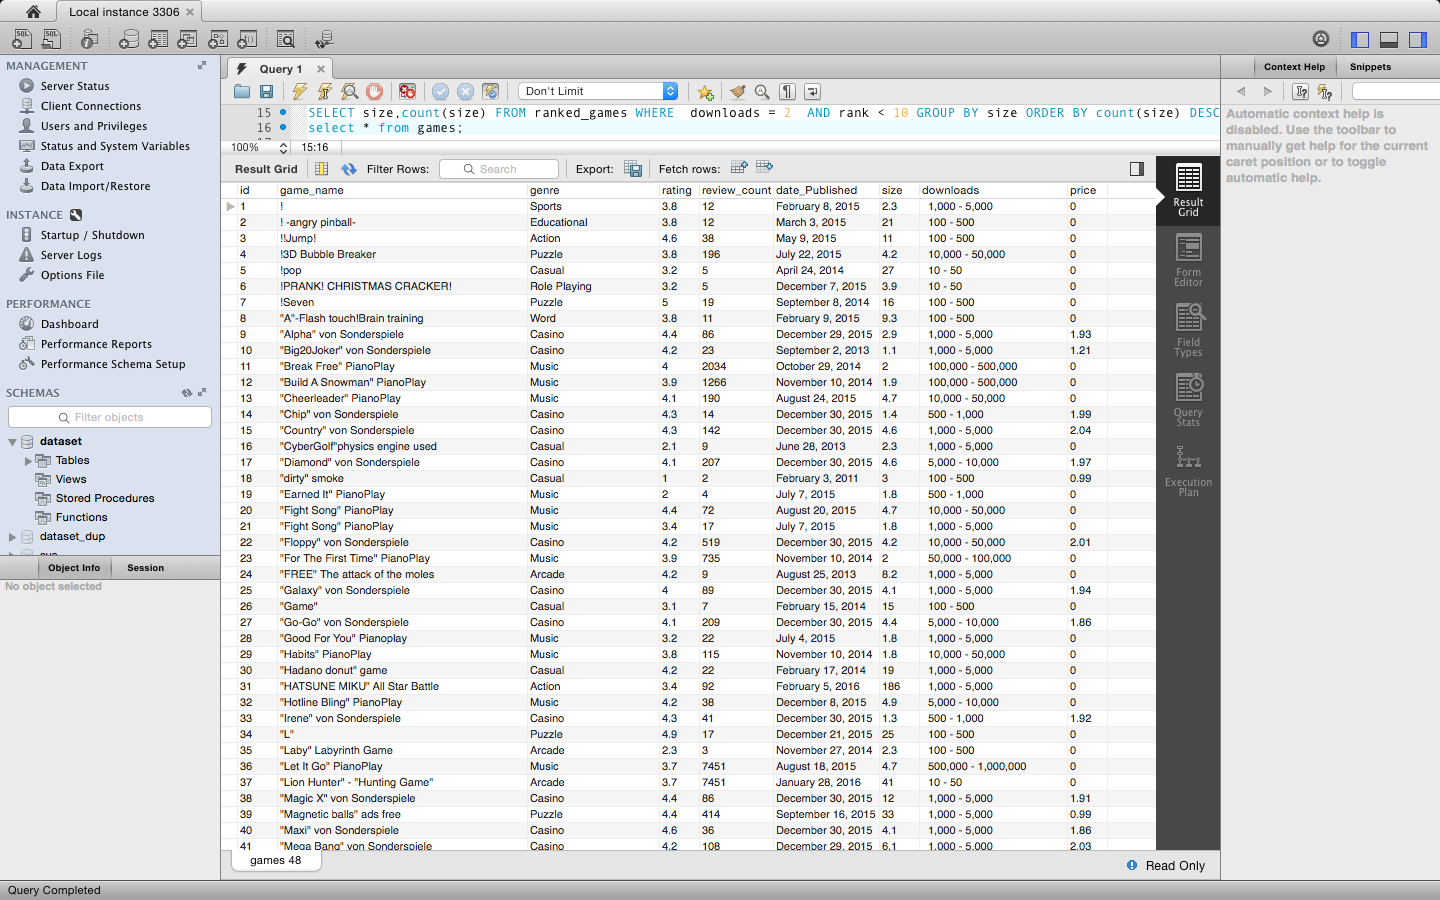 Local instance 3306
MANAGEMENT
Server Status
Client Connections
Users and Privileges
Status and System Variables
Data Export
Data Import/Restore
INSTANCE
Startup / Shutdown
Server Logs
Options File
PERFORMANCE
Dashboard
Performance Reports
Performance Schema Setup
SCHEMAS
Filter objects
dataset
Tables
Views
Stored Procedures
Functions
dataset_dup
sys
Object Info Session
No object selected
Query 1
Don't Limit
15 SELECT size,count(size) FROM ranked_games WHERE downloads = 2 AND rank < 10 GROUP BY size ORDER BY count(size) DESC
16 select * from games;
100% 15:16
Result Grid Filter Rows: Search Export: Fetch rows:
id game_name genre rating review_count date_Published size downloads price
1 ! Sports 3.8 12 February 8, 2015 2.3 1,000 - 5,000 0
2 ! -angry pinball- Educational 3.8 12 March 3, 2015 21 100 - 500 0
3 !!Jump! Action 4.6 38 May 9, 2015 11 100 - 500 0
4 !3D Bubble Breaker Puzzle 3.8 196 July 22, 2015 4.2 10,000 - 50,000 0
5 !pop Casual 3.2 5 April 24, 2014 27 10 - 50 0
6 !PRANK! CHRISTMAS CRACKER! Role Playing 3.2 5 December 7, 2015 3.9 10 - 50 0
7 !Seven Puzzle 5 19 September 8, 2014 16 100 - 500 0
8 "A"-Flash touch!Brain training Word 3.8 11 February 9, 2015 9.3 100 - 500 0
9 "Alpha" von Sonderspiele Casino 4.4 86 December 29, 2015 2.9 1,000 - 5,000 1.93
10 "Big20Joker" von Sonderspiele Casino 4.2 23 September 2, 2013 1.1 1,000 - 5,000 1.21
11 "Break Free" PianoPlay Music 4 2034 October 29, 2014 2 100,000 - 500,000 0
12 "Build A Snowman" PianoPlay Music 3.9 1266 November 10, 2014 1.9 100,000 - 500,000 0
13 "Cheerleader" PianoPlay Music 4.1 190 August 24, 2015 4.7 10,000 - 50,000 0
14 "Chip" von Sonderspiele Casino 4.3 14 December 30, 2015 1.4 500 - 1,000 1.99
15 "Country" von Sonderspiele Casino 4.3 142 December 30, 2015 4.6 1,000 - 5,000 2.04
16 "CyberGolf"physics engine used Casual 2.1 9 June 28, 2013 2.3 1,000 - 5,000 0
17 "Diamond" von Sonderspiele Casino 4.1 207 December 30, 2015 4.6 5,000 - 10,000 1.97
18 "dirty" smoke Casual 1 2 February 3, 2011 3 100 - 500 0.99
19 "Earned It" PianoPlay Music 2 4 July 7, 2015 1.8 500 - 1,000 0
20 "Fight Song" PianoPlay Music 4.4 72 August 20, 2015 4.7 10,000 - 50,000 0
21 "Fight Song" PianoPlay Music 3.4 17 July 7, 2015 1.8 1,000 - 5,000 0
22 "Floppy" von Sonderspiele Casino 4.2 519 December 30, 2015 4.2 10,000 - 50,000 2.01
23 "For The First Time" PianoPlay Music 3.9 735 November 10, 2014 2 50,000 - 100,000 0
24 "FREE" The attack of the moles Arcade 4.2 9 August 25, 2013 8.2 1,000 - 5,000 0
25 "Galaxy" von Sonderspiele Casino 4 89 December 30, 2015 4.1 1,000 - 5,000 1.94
26 "Game" Casual 3.1 7 February 15, 2014 15 100 - 500 0
27 "Go-Go" von Sonderspiele Casino 4.1 209 December 30, 2015 4.4 5,000 - 10,000 1.86
28 "Good For You" Pianoplay Music 3.2 22 July 4, 2015 1.8 1,000 - 5,000 0
29 "Habits" PianoPlay Music 3.8 115 November 10, 2014 1.8 10,000 - 50,000 0
30 "Hadano donut" game Casual 4.2 22 February 17, 2014 19 1,000 - 5,000 0
31 "HATSUNE MIKU" All Star Battle Action 3.4 92 February 5, 2016 186 1,000 - 5,000 0
32 "Hotline Bling" PianoPlay Music 4.2 38 December 8, 2015 4.9 5,000 - 10,000 0
33 "Irene" von Sonderspiele Casino 4.3 41 December 30, 2015 1.3 500 - 1,000 1.92
34 "L" Puzzle 4.9 17 December 21, 2015 25 100 - 500 0
35 "Laby" Labyrinth Game Arcade 2.3 3 November 27, 2014 2.3 100 - 500 0
36 "Let It Go" PianoPlay Music 3.7 7451 August 18, 2015 4.7 500,000 - 1,000,000 0
37 "Lion Hunter" - "Hunting Game" Arcade 3.7 7451 January 28, 2016 41 10 - 50 0
38 "Magic X" von Sonderspiele Casino 4.4 86 December 30, 2015 12 1,000 - 5,000 1.91
39 "Magnetic balls" ads free Puzzle 4.4 414 September 16, 2015 33 1,000 - 5,000 0.99
40 "Maxi" von Sonderspiele Casino 4.6 36 December 30, 2015 4.1 1,000 - 5,000 1.86
41 "Mega Bang" von Sonderspiele Casino 4.2 108 December 29, 2015 6.1 1,000 - 5,000 2.03
games 48
Read Only
Result Grid
Form Editor
Field Types
Query Stats
Execution Plan
Context Help Snippets
Automatic context help is
disabled. Use the toolbar to
manually get help for the current
caret position or to toggle
automatic help.
Query Completed